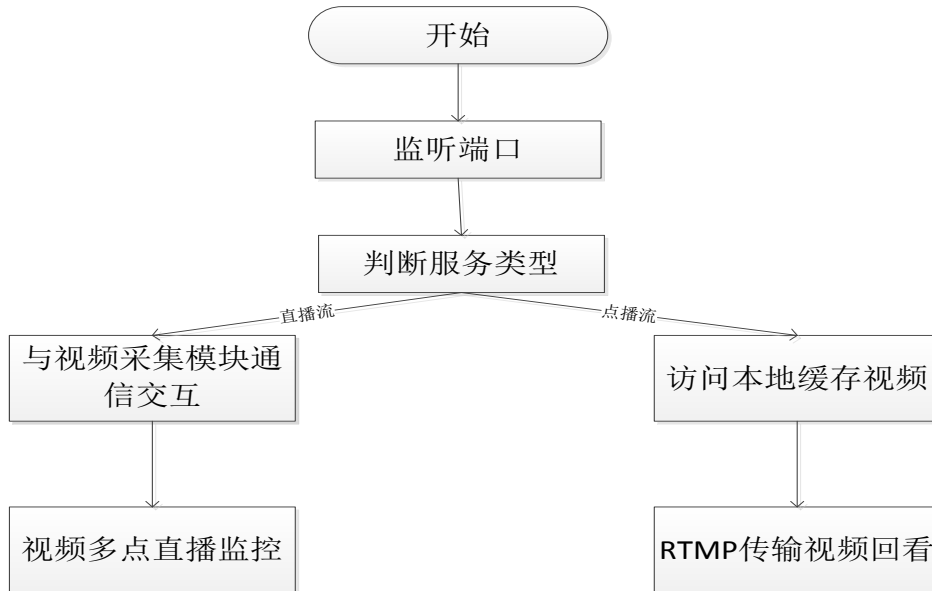 开始
监听端口
判断服务类型
直播流
点播流
与视频采集模块通
信交互
访问本地缓存视频
视频多点直播监控
RTMP传输视频回看